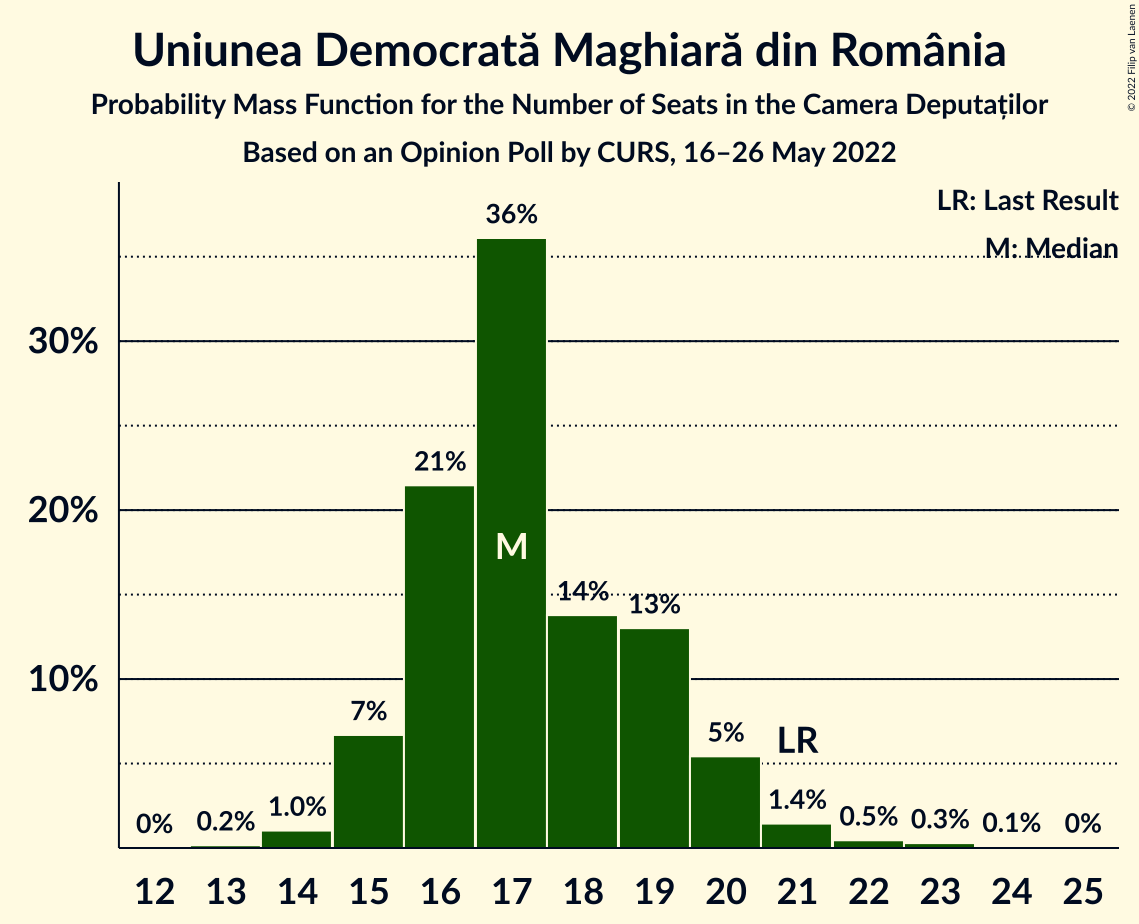 Uniunea Democrată Maghiară din România
Probability Mass Function for the Number of Seats in the Camera Deputaților
Based on an Opinion Poll by CURS, 16–26 May 2022
© 2022 Filip van Laenen
LR: Last Result
M: Median
36%
30%
21%
20%
M
14%
13%
10%
7%
5%
LR
0%
0.2%
1.0%
1.4%
0.5%
0.3%
0.1%
0%
12 13 14 15 16 17 18 19 20 21 22 23 24 25